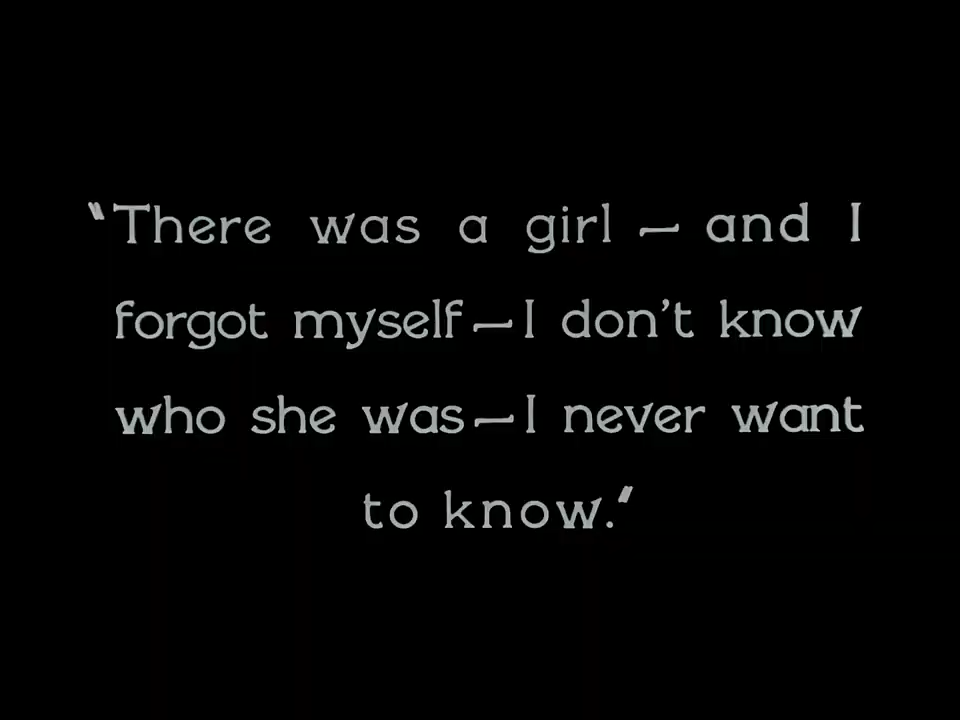 "There was a girl — and I
forgot myself — I don't know
who she was — I never want
to know."